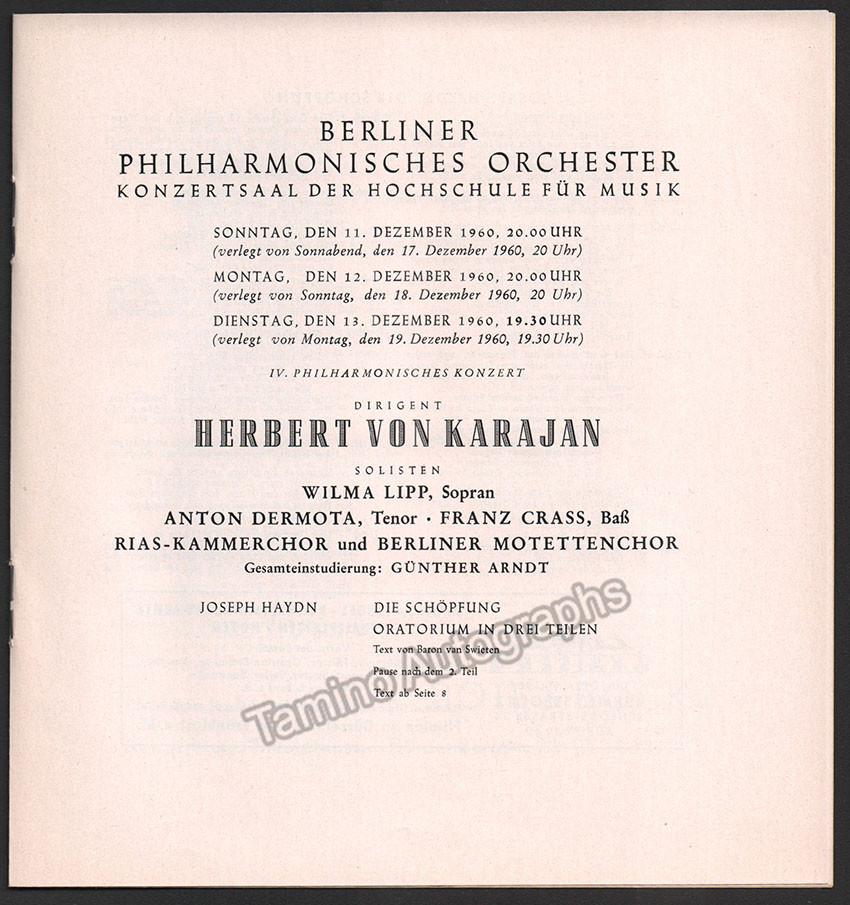 BERLINER
PHILHARMONISCHES ORCHESTER
KONZERTSAAL DER HOCHSCHULE FÜR MUSIK
SONNTAG, DEN 11. DEZEMBER 1960, 20.00 UHR
(verlegt von Sonnabend, den 17. Dezember 1960, 20 Uhr)
MONTAG, DEN 12. DEZEMBER 1960, 20.00 UHR
(verlegt von Sonntag, den 18. Dezember 1960, 20 Uhr)
DIENSTAG, DEN 13. DEZEMBER 1960, 19.30 UHR
(verlegt von Montag, den 19. Dezember 1960, 19.30 Uhr)
IV. PHILHARMONISCHES KONZERT
DIRIGENT
HERBERT VON KARAJAN
SOLISTEN
WILMA LIPP, Sopran
ANTON DERMOTA, Tenor · FRANZ CRASS, Baß
RIAS-KAMMERCHOR und BERLINER MOTETTENCHOR
Gesamteinstudierung: GÜNTHER ARNDT
JOSEPH HAYDN DIE SCHÖPFUNG
ORATORIUM IN DREI TEILEN
Text von Baron van Swieten
Pause nach dem 2. Teil
Text ab Seite 8
Tamino Autographs